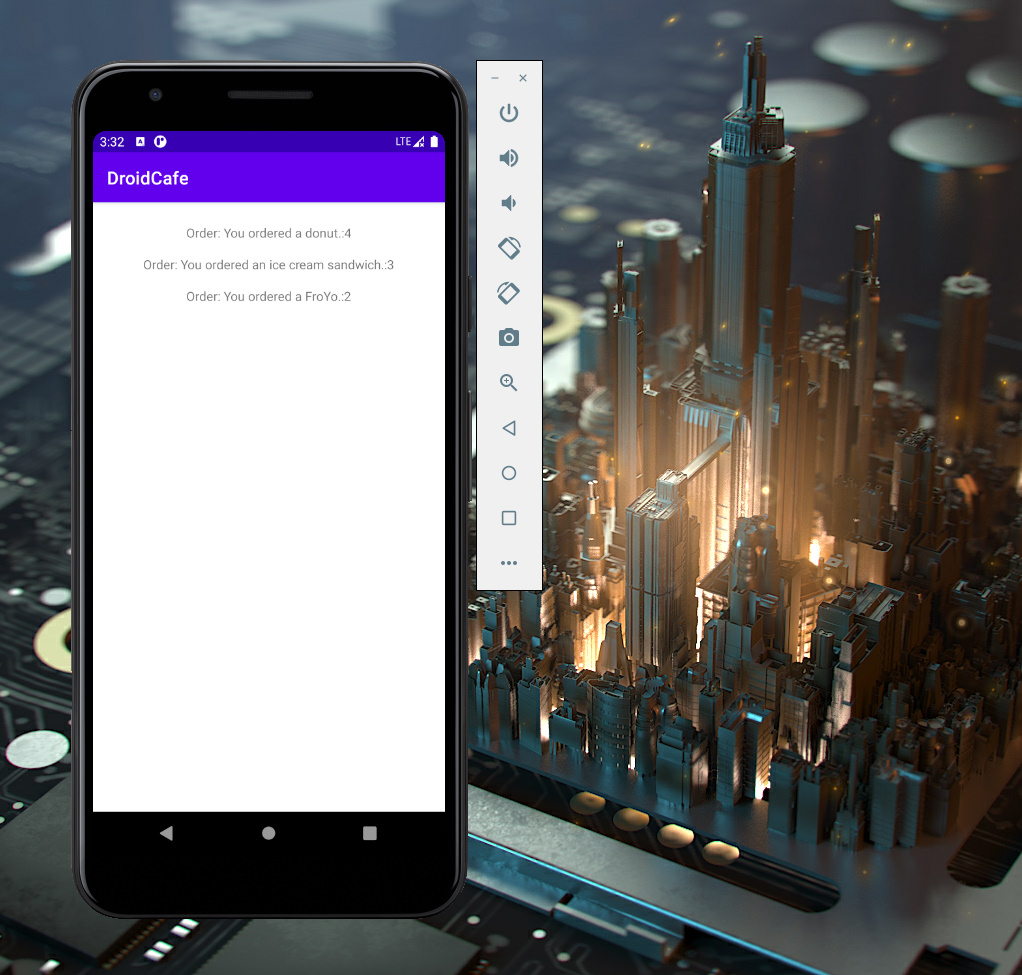 3:32
LTE
DroidCafe
Order: You ordered a donut.:4
Order: You ordered an ice cream sandwich.:3
Order: You ordered a FroYo.:2